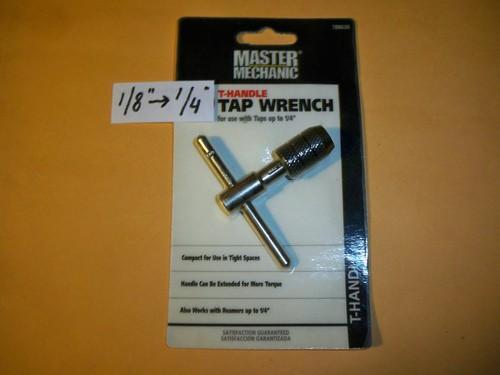 MASTER
MECHANIC
1/8" → 1/4"
T-HANDLE
TAP WRENCH
for use with Taps up to 1/4"
Compact for Use in Tight Spaces
Handle Can Be Extended for More Torque
Also Works with Reamers up to 1/4"
SATISFACTION GUARANTEED
SATISFACCION GARANTIZADA
T-HANDLE